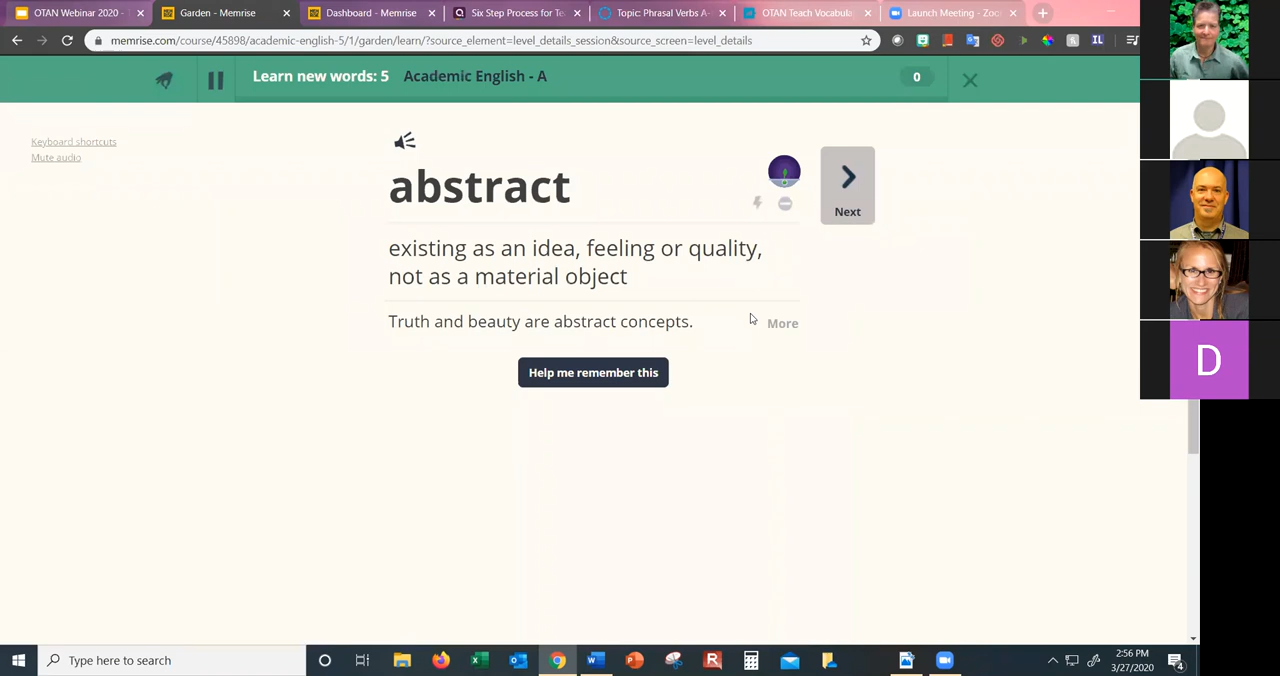 OTAN Webinar 2020 -
Garden - Memrise
Dashboard - Memrise
Six Step Process for Te
Topic: Phrasal Verbs A-
OTAN Teach Vocabula
Launch Meeting - Zoo
memrise.com/course/45898/academic-english-5/1/garden/learn/?source_element=level_details_session&source_screen=level_details
IL
Learn new words: 5 Academic English - A
0
Keyboard shortcuts
Mute audio
abstract
Next
existing as an idea, feeling or quality,
not as a material object
Truth and beauty are abstract concepts.
More
Help me remember this
D
Type here to search
2:56 PM
3/27/2020
4